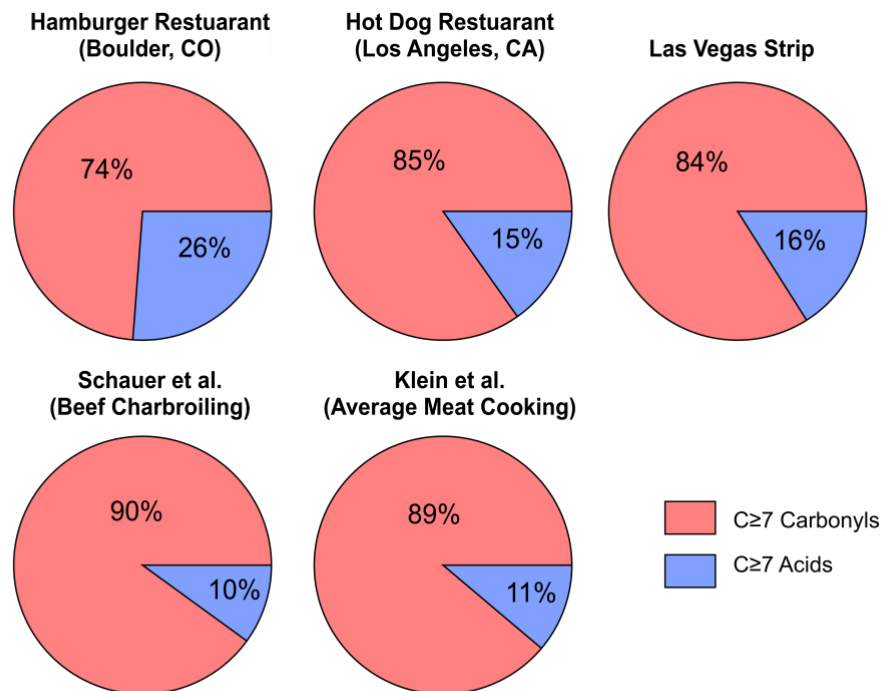 Hamburger Restuarant
(Boulder, CO)
Hot Dog Restuarant
(Los Angeles, CA)
Las Vegas Strip
74%
26%
85%
15%
84%
16%
Schauer et al.
(Beef Charbroiling)
Klein et al.
(Average Meat Cooking)
90%
10%
89%
11%
C≥7 Carbonyls
C≥7 Acids